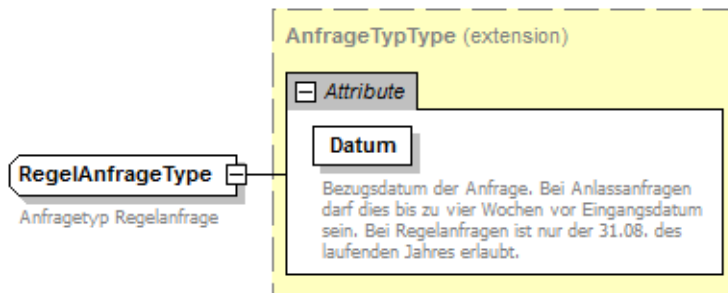 AnfrageTypType (extension)
Attribute
Datum
Bezugsdatum der Anfrage. Bei Anlassanfragen
darf dies bis zu vier Wochen vor Eingangsdatum
sein. Bei Regelanfragen ist nur der 31.08. des
laufenden Jahres erlaubt.
RegelAnfrageType
Anfragetyp Regelanfrage